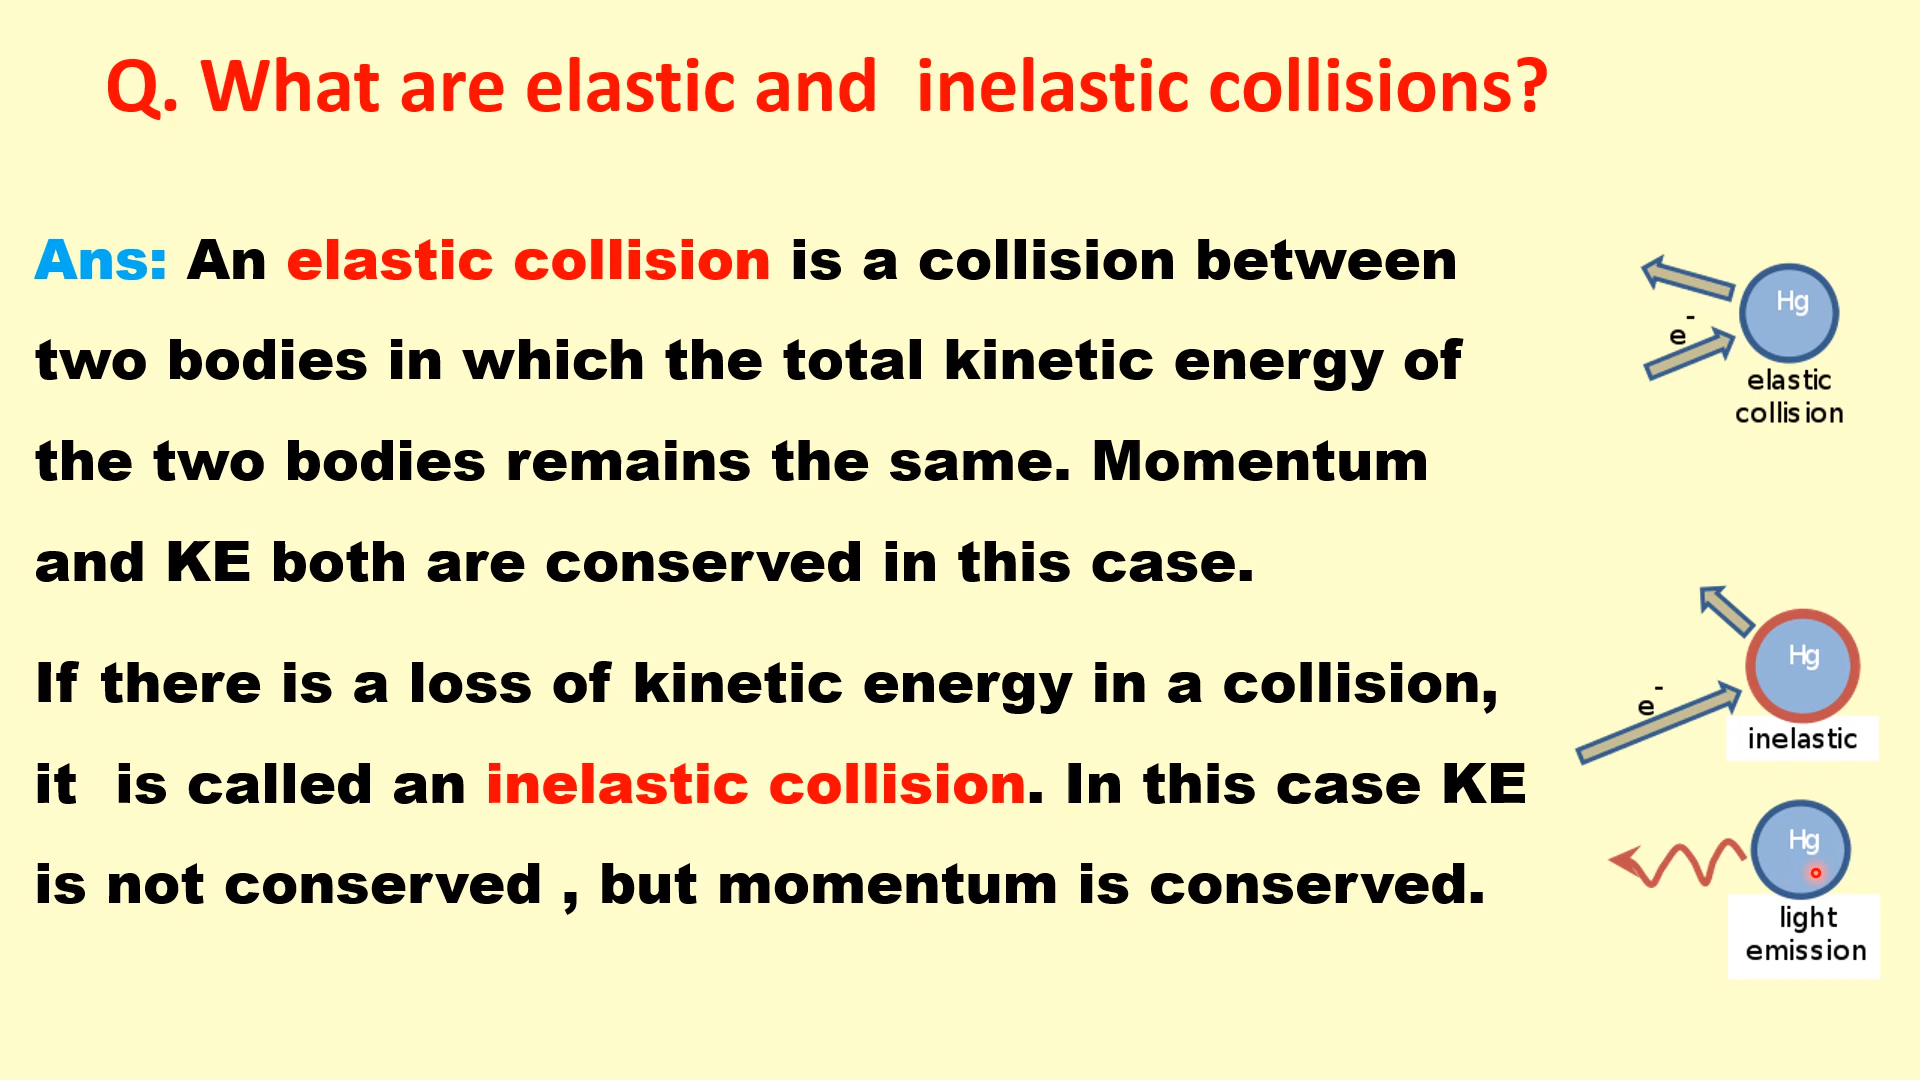 Q. What are elastic and  inelastic collisions?
Ans: An elastic collision is a collision between
two bodies in which the total kinetic energy of
the two bodies remains the same. Momentum
and KE both are conserved in this case.
If there is a loss of kinetic energy in a collision,
it  is called an inelastic collision. In this case KE
is not conserved , but momentum is conserved.
Hg
e-
elastic
collision
Hg
e-
inelastic
Hg
light
emission